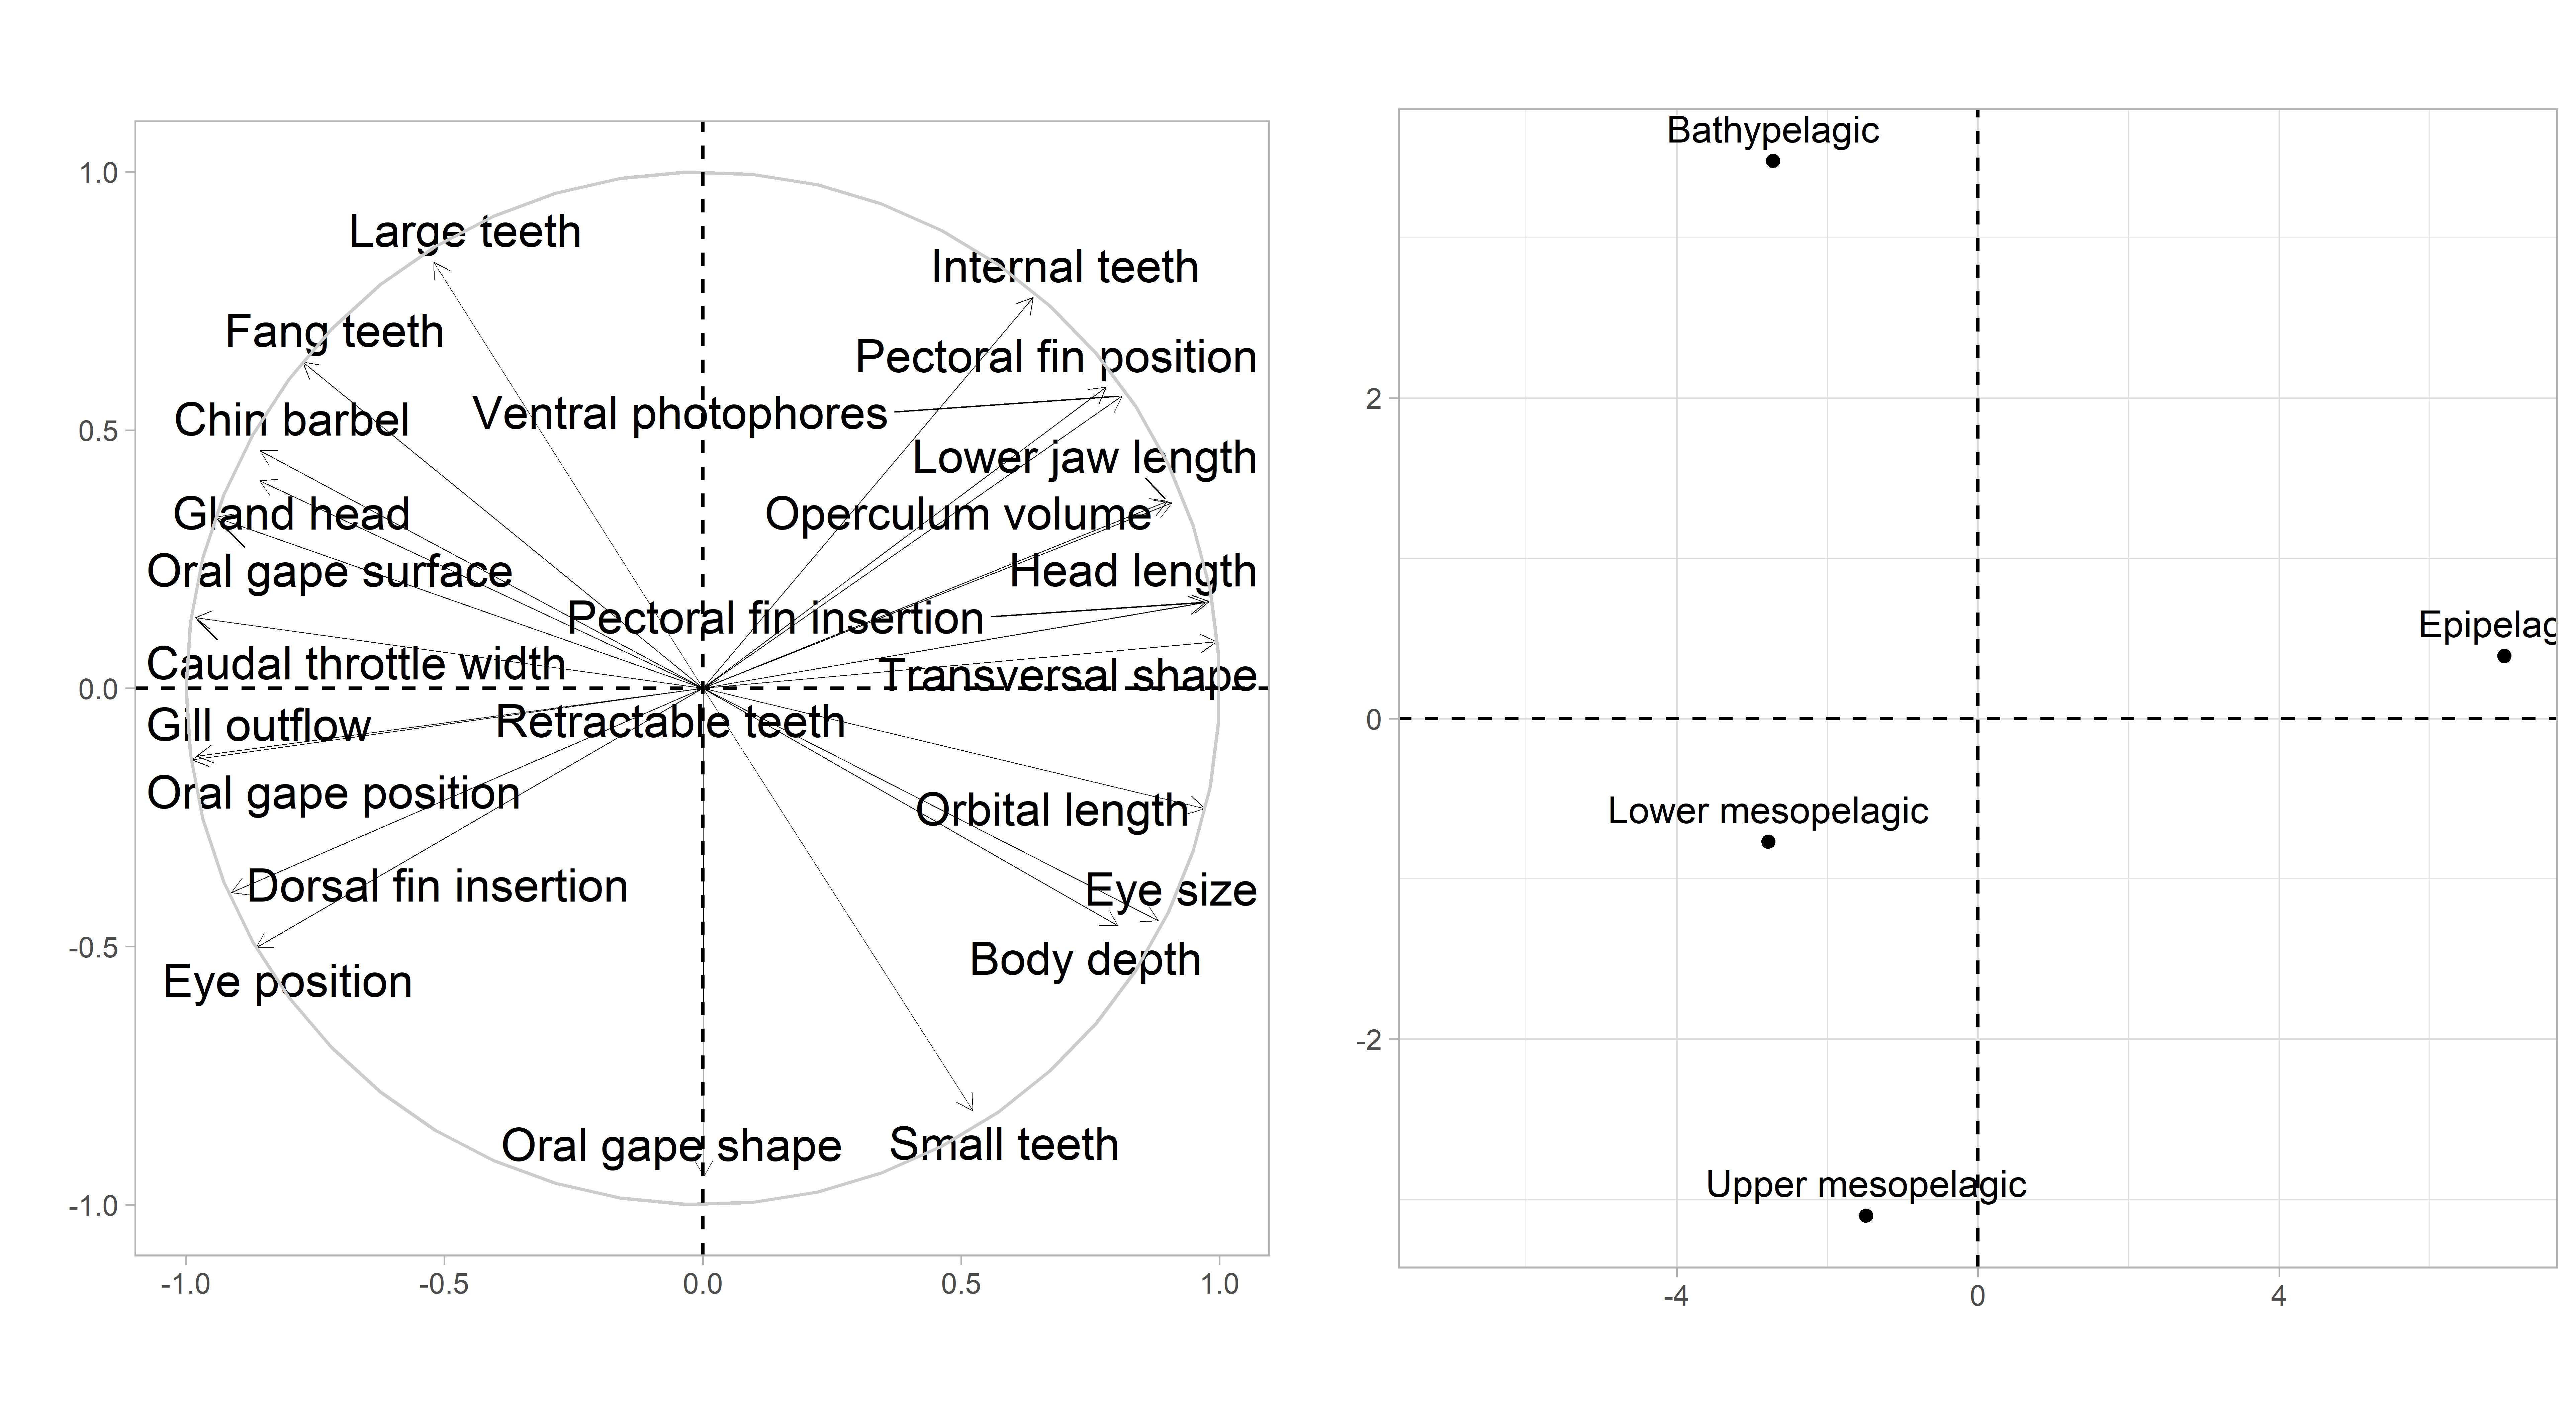 Large teeth
Internal teeth
Fang teeth
Pectoral fin position
Chin barbel
Ventral photophores
Lower jaw length
Gland head
Operculum volume
Oral gape surface
Head length
Pectoral fin insertion
Caudal throttle width
Transversal shape
Gill outflow
Retractable teeth
Oral gape position
Orbital length
Dorsal fin insertion
Eye size
Body depth
Eye position
Oral gape shape
Small teeth
1.0
0.5
0.0
-0.5
-1.0
-1.0
-0.5
0.0
0.5
1.0
Bathypelagic
Epipelag
Lower mesopelagic
Upper mesopelagic
2
0
-2
-4
0
4